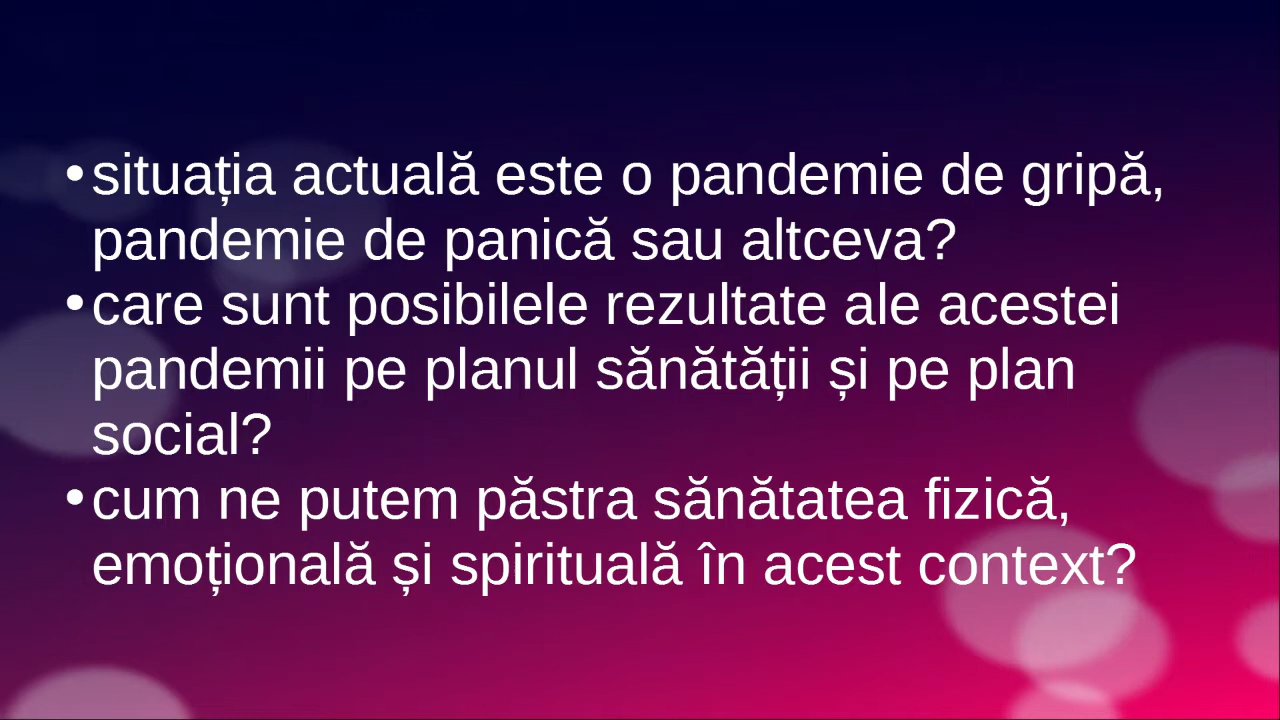 •situația actuală este o pandemie de gripă,
pandemie de panică sau altceva?
•care sunt posibilele rezultate ale acestei
pandemii pe planul sănătății și pe plan
social?
•cum ne putem păstra sănătatea fizică,
emoțională și spirituală în acest context?